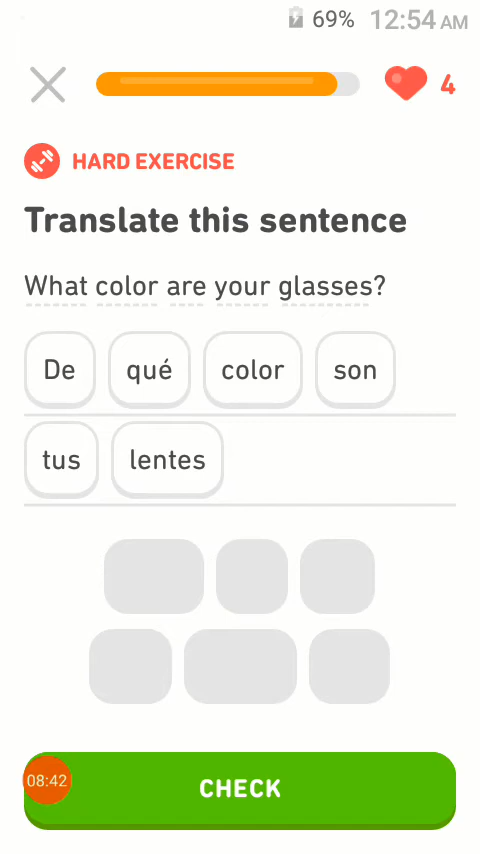 69% 12:54 AM
4
HARD EXERCISE
Translate this sentence
What color are your glasses?
De qué color son
tus lentes
08:42
CHECK